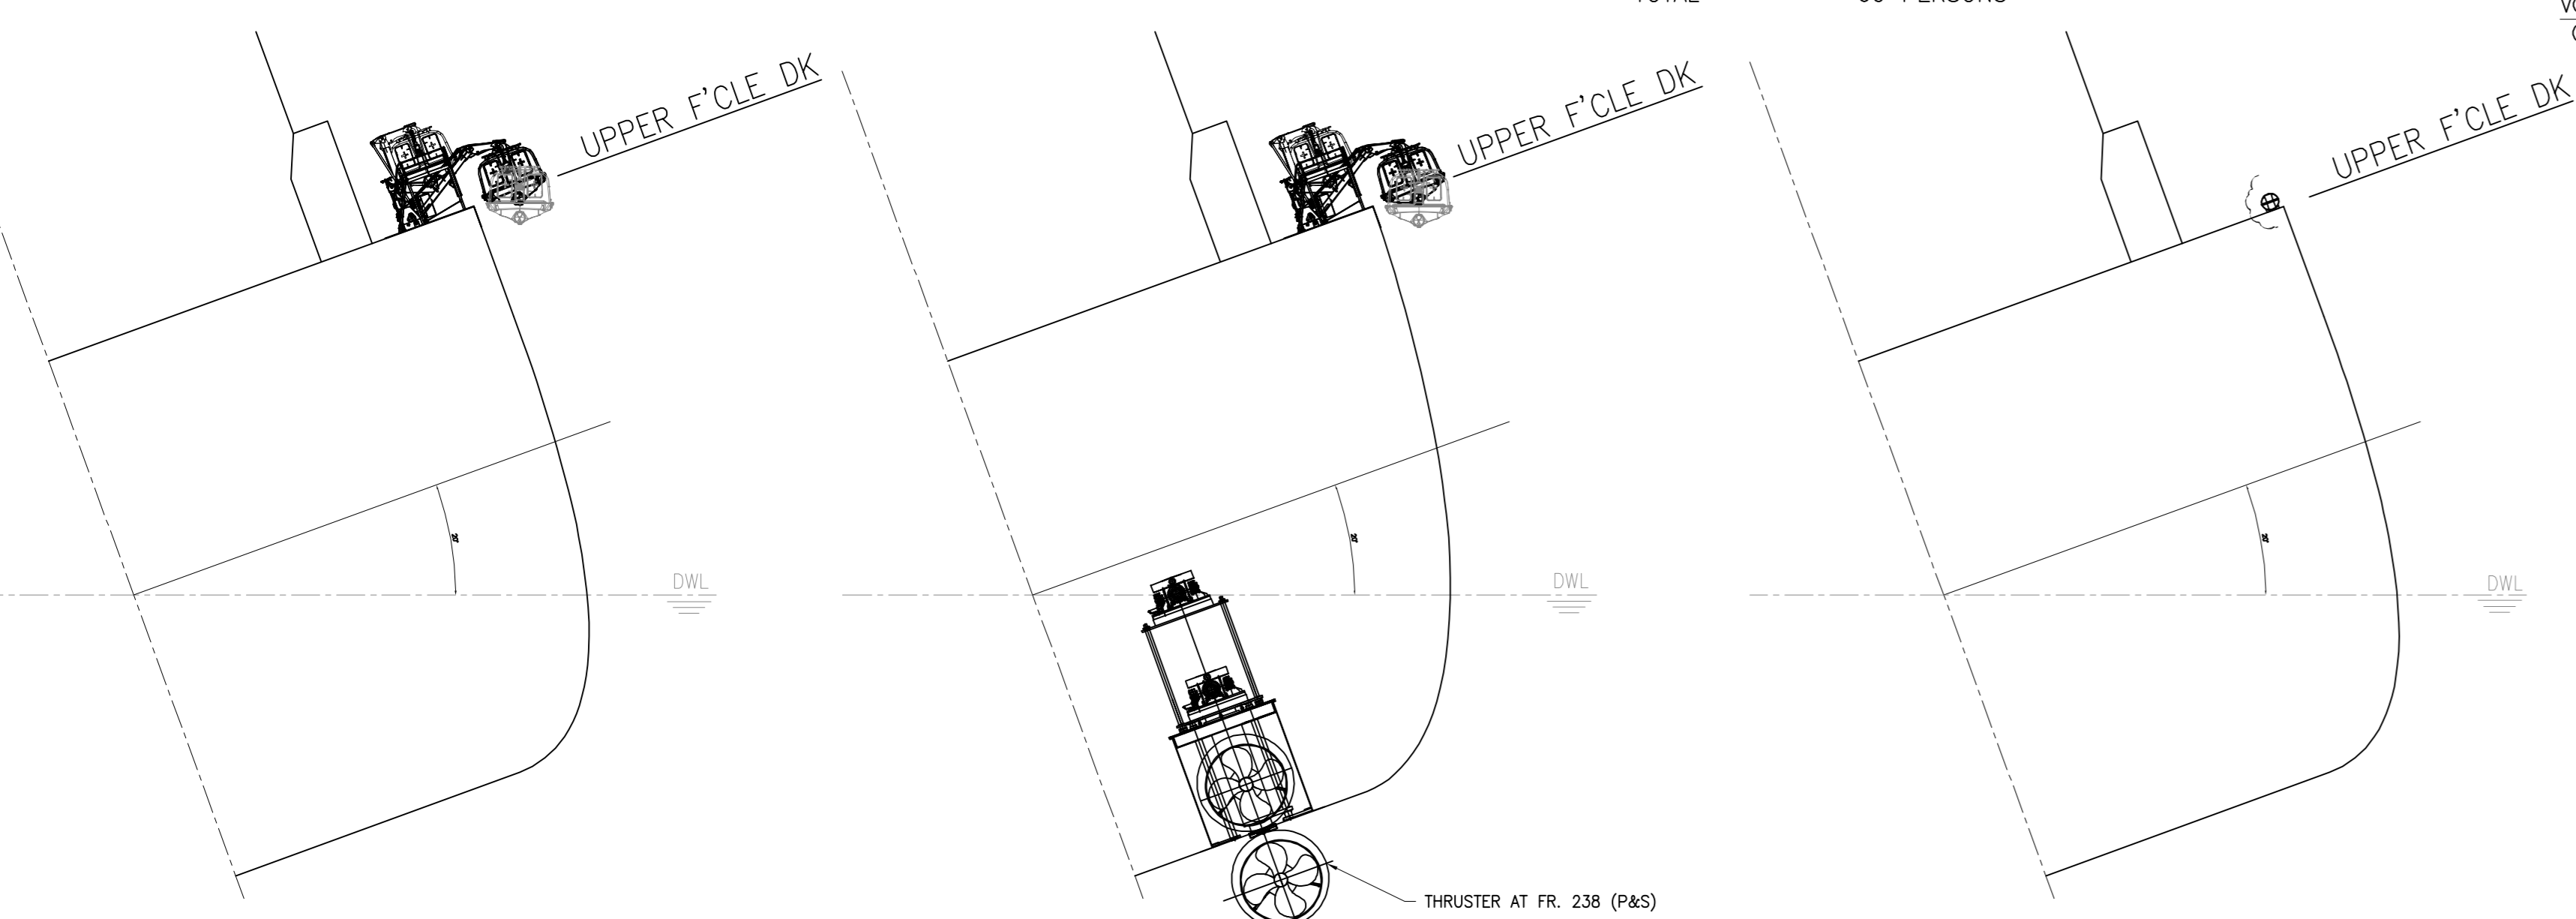 UPPER F'CLE DK
UPPER F'CLE DK
UPPER F'CLE DK
DWL
DWL
DWL
THRUSTER AT FR. 238 (P&S)